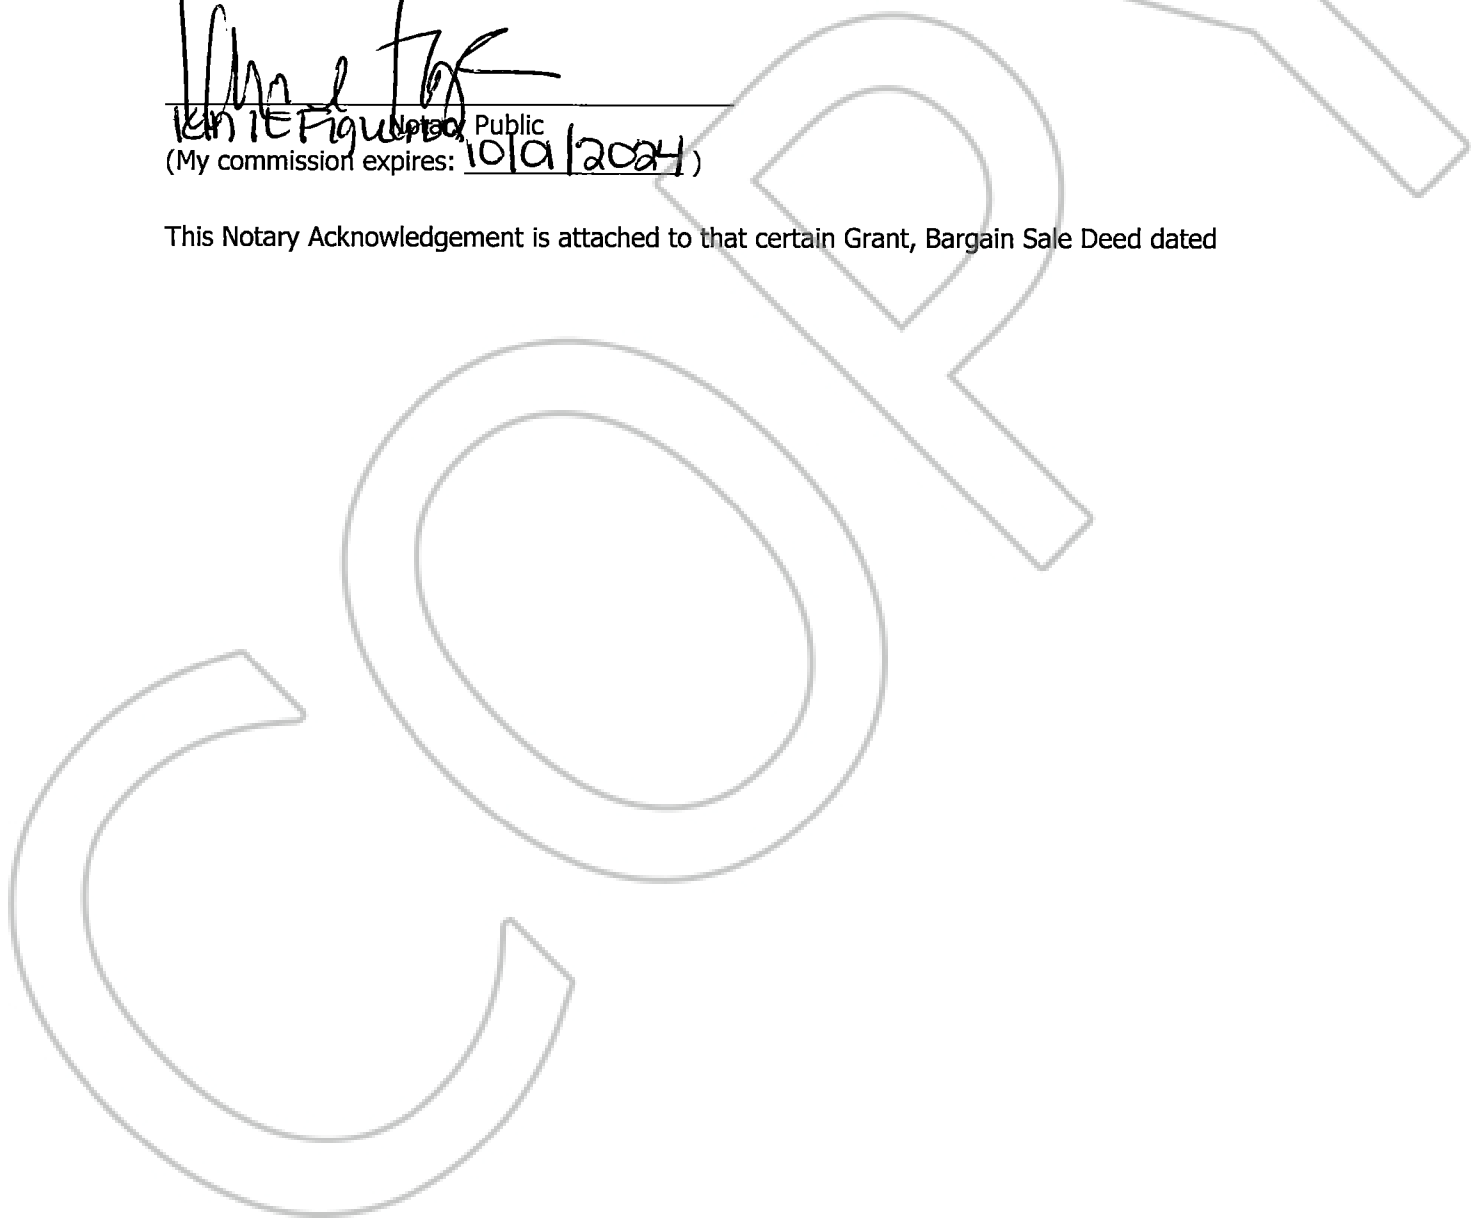 Figueroa
Notary Public
(My commission expires: 10/9/2024)
This Notary Acknowledgement is attached to that certain Grant, Bargain Sale Deed dated
COPY